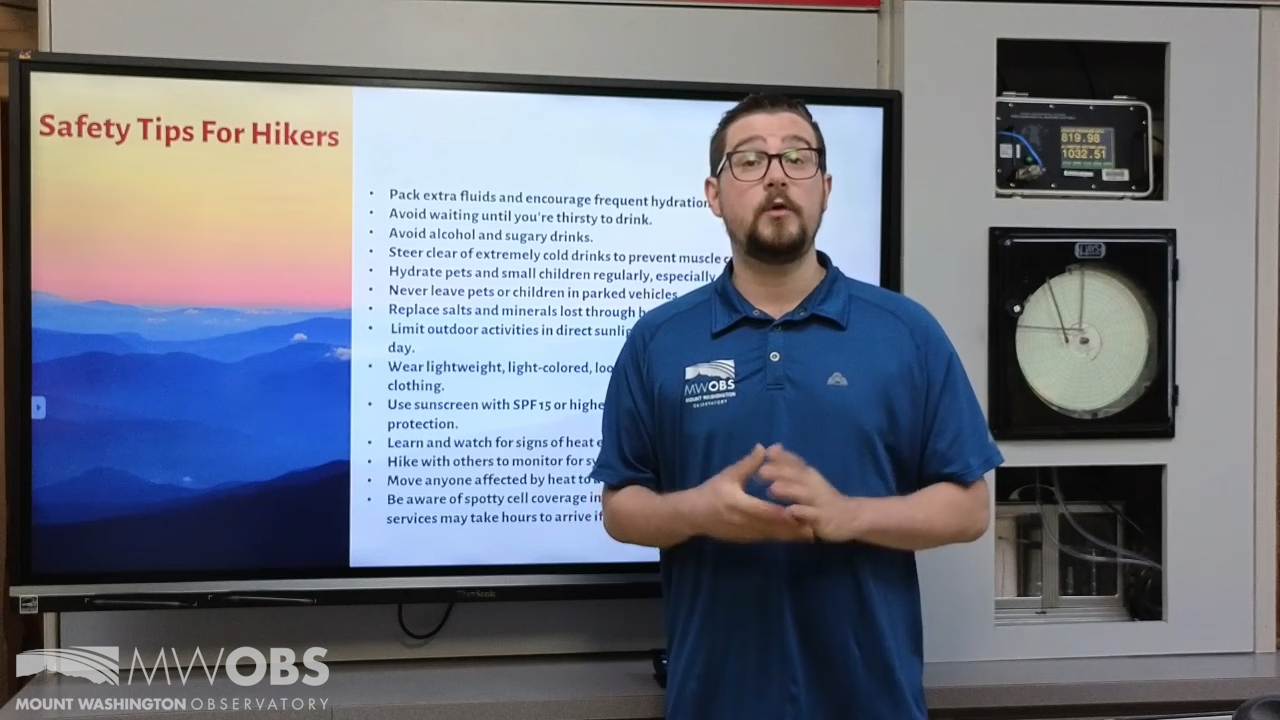 Safety Tips For Hikers
• Pack extra fluids and encourage frequent hydration
• Avoid waiting until you're thirsty to drink.
• Avoid alcohol and sugary drinks.
• Steer clear of extremely cold drinks to prevent muscle
• Hydrate pets and small children regularly, especially
• Never leave pets or children in parked vehicles
• Replace salts and minerals lost through
• Limit outdoor activities in direct
day.
• Wear lightweight, light-colored,
clothing.
• Use sunscreen with SPF 15 or
protection.
• Learn and watch for signs of heat
• Hike with others to monitor for
• Move anyone affected by heat to
• Be aware of spotty cell coverage in
services may take hours to arrive
819.98
1032.51
MWOBS
MOUNT WASHINGTON
OBSERVATORY
ViewSonic
MWOBS
MOUNT WASHINGTON OBSERVATORY